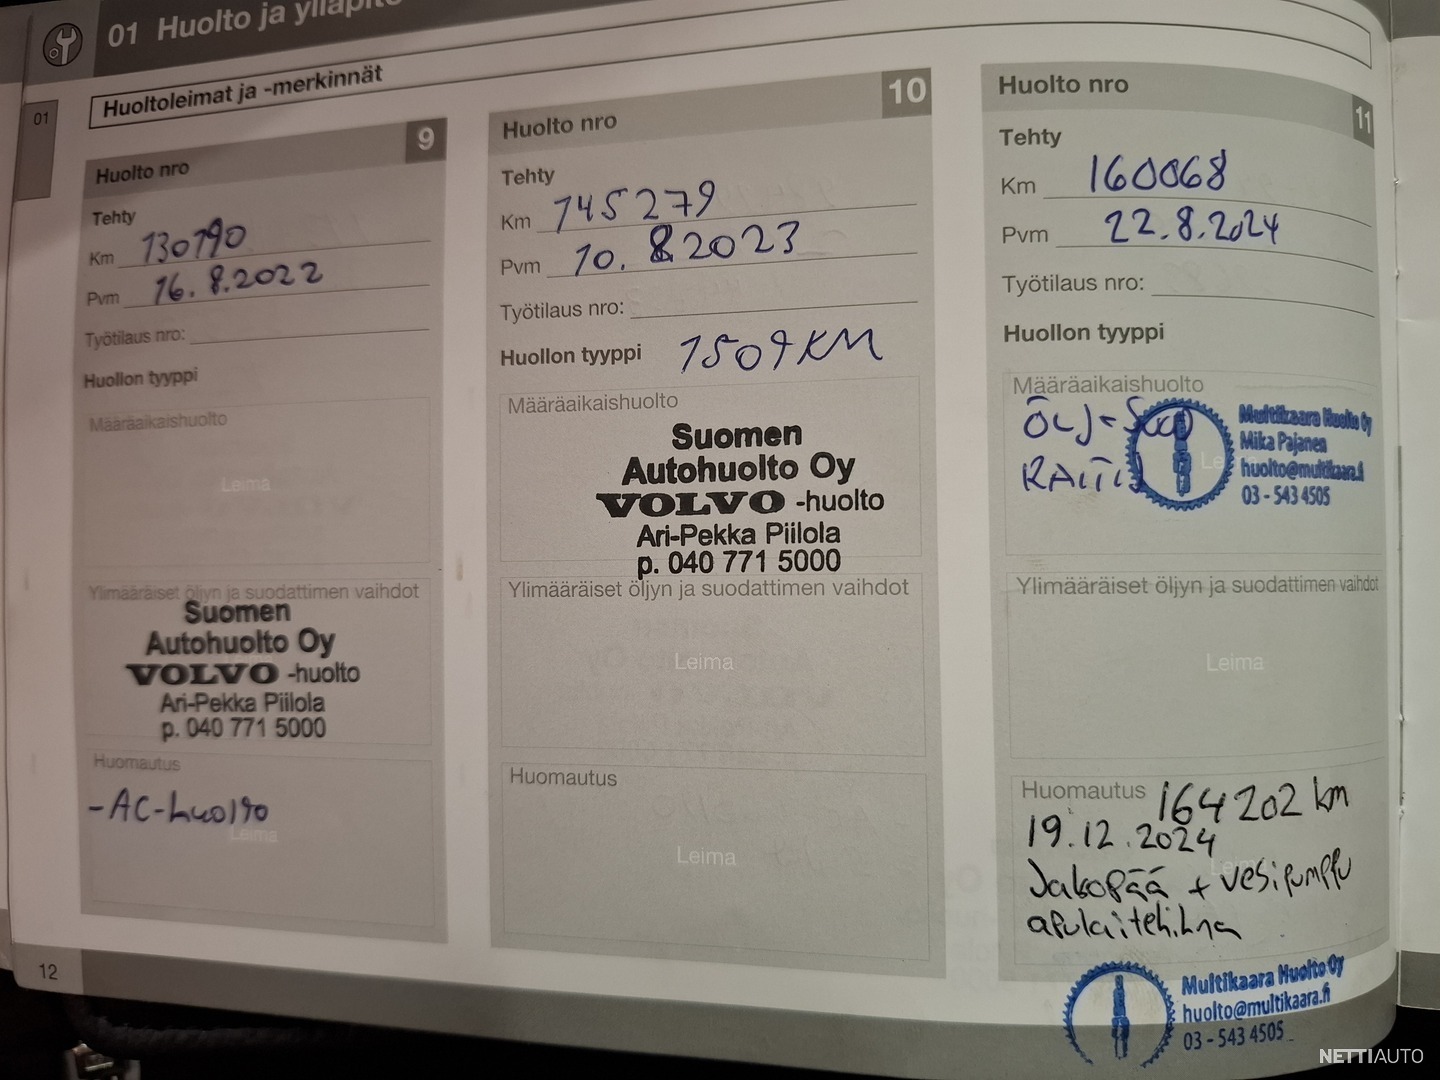 01 Huolto ja ylläpito
01
Huoltoleimat ja -merkinnät
Huolto nro
9
Tehty
Km 130190
Pvm 16.8.2022
Työtilaus nro:
Huollon tyyppi
Määräaikaishuolto
Leima
Ylimääräiset öljyn ja suodattimen vaihdot
Suomen
Autohuolto Oy
VOLVO -huolto
Ari-Pekka Piilola
p. 040 771 5000
Huomautus
-AC-huolto
Leima
12
Huolto nro
10
Tehty
Km 145279
Pvm 10.8.2023
Työtilaus nro:
Huollon tyyppi 150TKM
Määräaikaishuolto
Suomen
Autohuolto Oy
VOLVO -huolto
Ari-Pekka Piilola
p. 040 771 5000
Ylimääräiset öljyn ja suodattimen vaihdot
Leima
Huomautus
Leima
Huolto nro
11
Tehty
Km 160068
Pvm 22.8.2024
Työtilaus nro:
Huollon tyyppi
Määräaikaishuolto
ÖLJ-SUOD
RAITIS
Multikaara Huolto Oy
Mika Pajanen
huolto@multikaara.fi
03 - 543 4505
Ylimääräiset öljyn ja suodattimen vaihdot
Leima
Huomautus 164202 km
19.12.2024
Jakopää + vesipumppu
apulaitehihna
Multikaara Huolto Oy
huolto@multikaara.fi
03 - 543 4505
NETTIAUTO